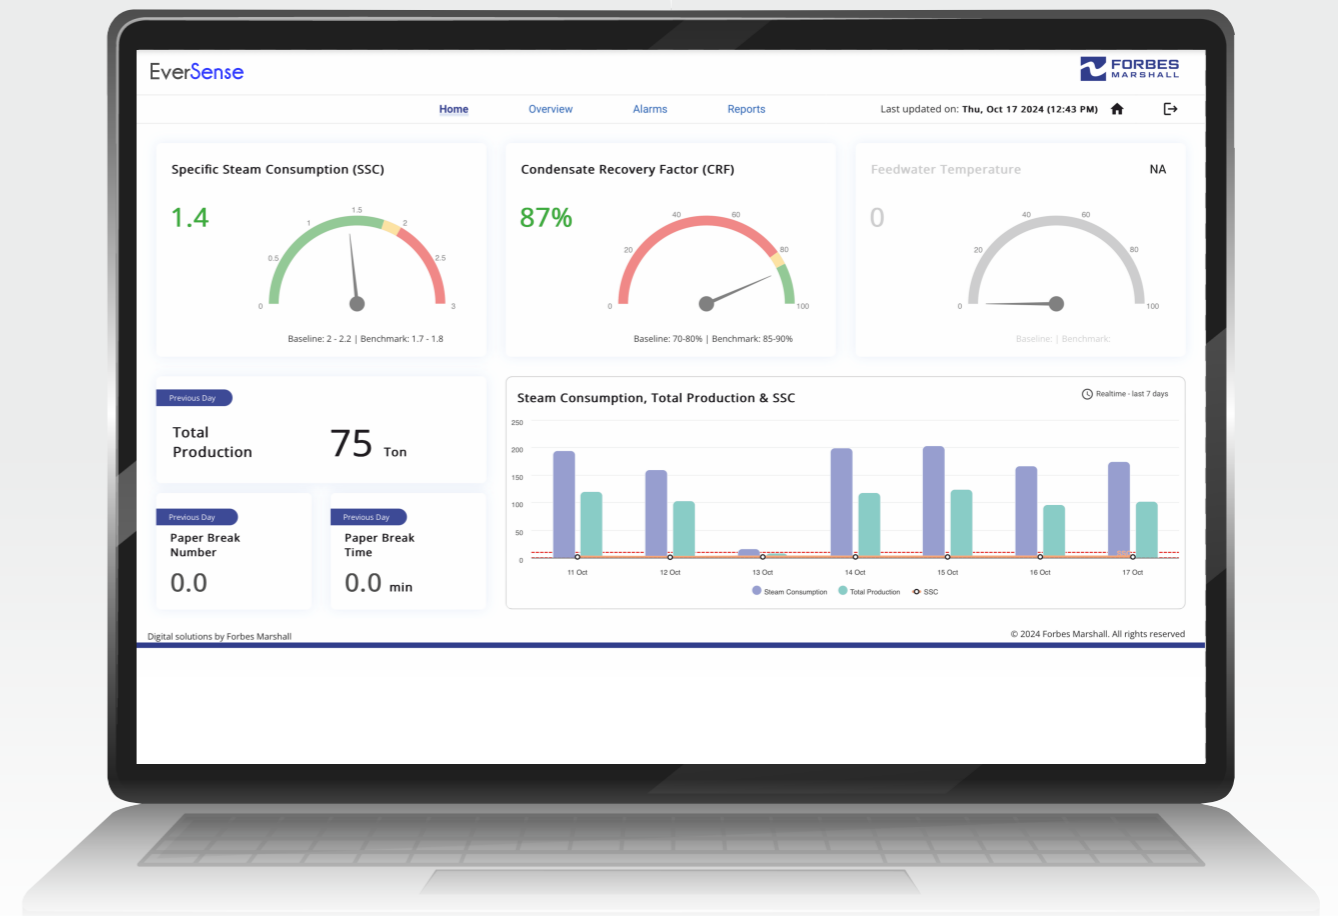 EverSense
FORBES
MARSHALL
Home Overview Alarms Reports Last updated on: Thu, Oct 17 2024 (12:43 PM)
Specific Steam Consumption (SSC)
1.4
0 0.5 1 1.5 2 2.5 3
Baseline: 2 - 2.2 | Benchmark: 1.7 - 1.8
Condensate Recovery Factor (CRF)
87%
0 20 40 60 80 100
Baseline: 70-80% | Benchmark: 85-90%
Feedwater Temperature NA
0
0 20 40 60 80 100
Baseline: | Benchmark:
Previous Day
Total
Production
75 Ton
Previous Day
Paper Break
Number
0.0
Previous Day
Paper Break
Time
0.0 min
Steam Consumption, Total Production & SSC
Realtime - last 7 days
250
200
150
100
50
0
11 Oct 12 Oct 13 Oct 14 Oct 15 Oct 16 Oct 17 Oct
Steam Consumption Total Production SSC
Digital solutions by Forbes Marshall
© 2024 Forbes Marshall. All rights reserved